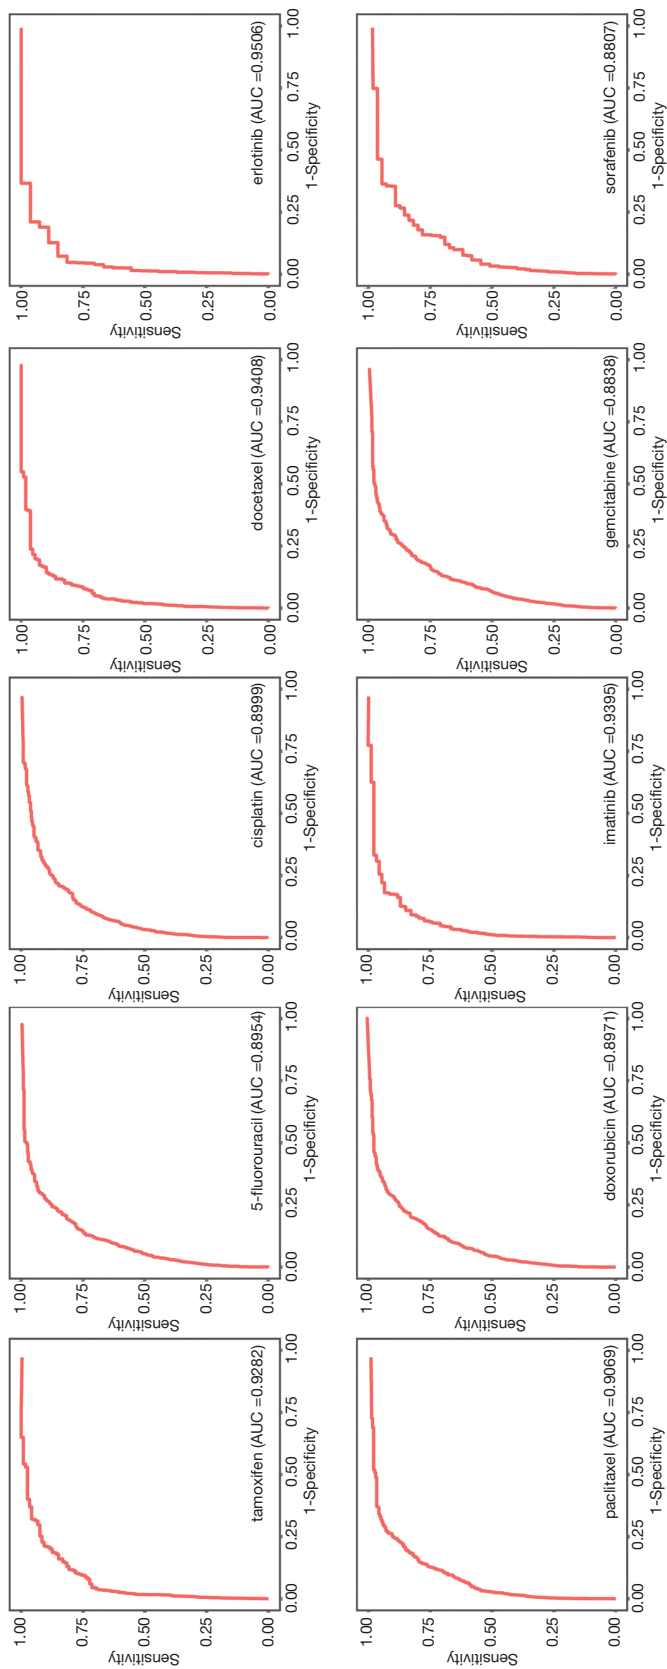 1.00
0.75
0.50
0.25
0.00
Sensitivity
tamoxifen (AUC =0.9282)
0.00 0.25 0.50 0.75 1.00
1-Specificity
1.00
0.75
0.50
0.25
0.00
Sensitivity
5-fluorouracil (AUC =0.8954)
0.00 0.25 0.50 0.75 1.00
1-Specificity
1.00
0.75
0.50
0.25
0.00
Sensitivity
cisplatin (AUC =0.8999)
0.00 0.25 0.50 0.75 1.00
1-Specificity
1.00
0.75
0.50
0.25
0.00
Sensitivity
docetaxel (AUC =0.9408)
0.00 0.25 0.50 0.75 1.00
1-Specificity
1.00
0.75
0.50
0.25
0.00
Sensitivity
erlotinib (AUC =0.9506)
0.00 0.25 0.50 0.75 1.00
1-Specificity
1.00
0.75
0.50
0.25
0.00
Sensitivity
paclitaxel (AUC =0.9069)
0.00 0.25 0.50 0.75 1.00
1-Specificity
1.00
0.75
0.50
0.25
0.00
Sensitivity
doxorubicin (AUC =0.8971)
0.00 0.25 0.50 0.75 1.00
1-Specificity
1.00
0.75
0.50
0.25
0.00
Sensitivity
imatinib (AUC =0.9395)
0.00 0.25 0.50 0.75 1.00
1-Specificity
1.00
0.75
0.50
0.25
0.00
Sensitivity
gemcitabine (AUC =0.8838)
0.00 0.25 0.50 0.75 1.00
1-Specificity
1.00
0.75
0.50
0.25
0.00
Sensitivity
sorafenib (AUC =0.8807)
0.00 0.25 0.50 0.75 1.00
1-Specificity